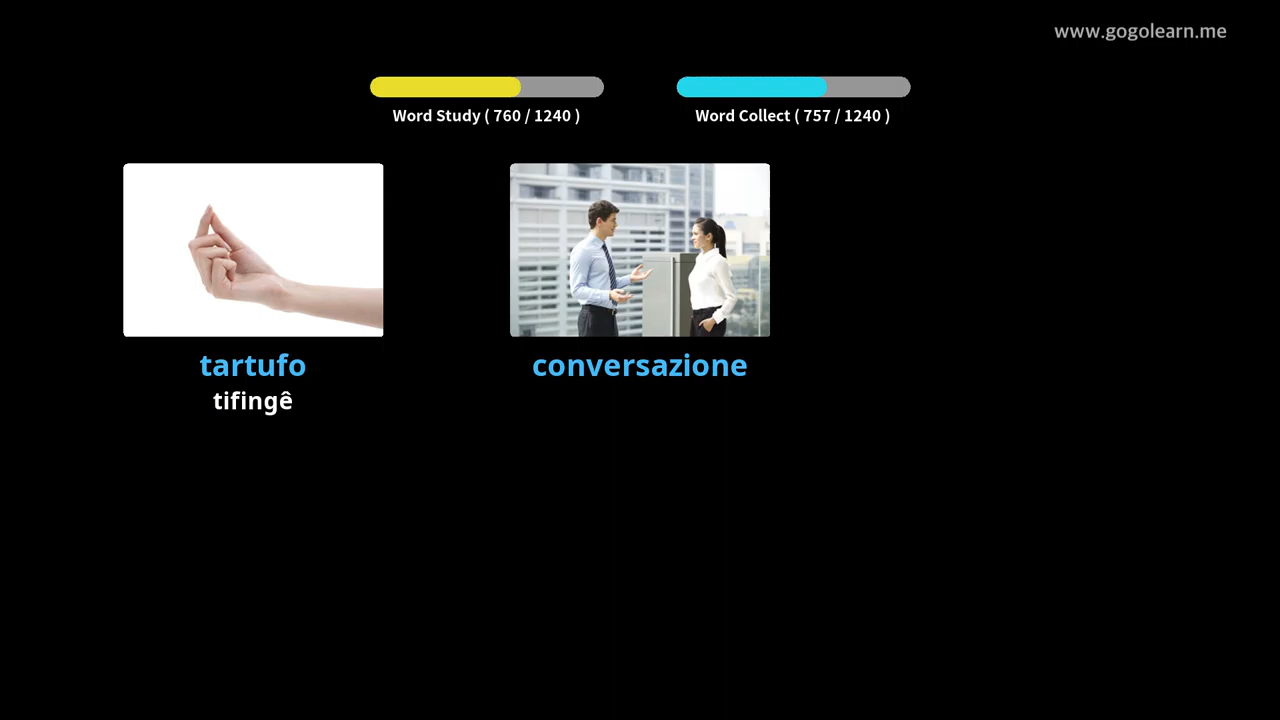 www.gogolearn.me
Word Study ( 760 / 1240 )
Word Collect ( 757 / 1240 )
tartufo
conversazione
tifingê